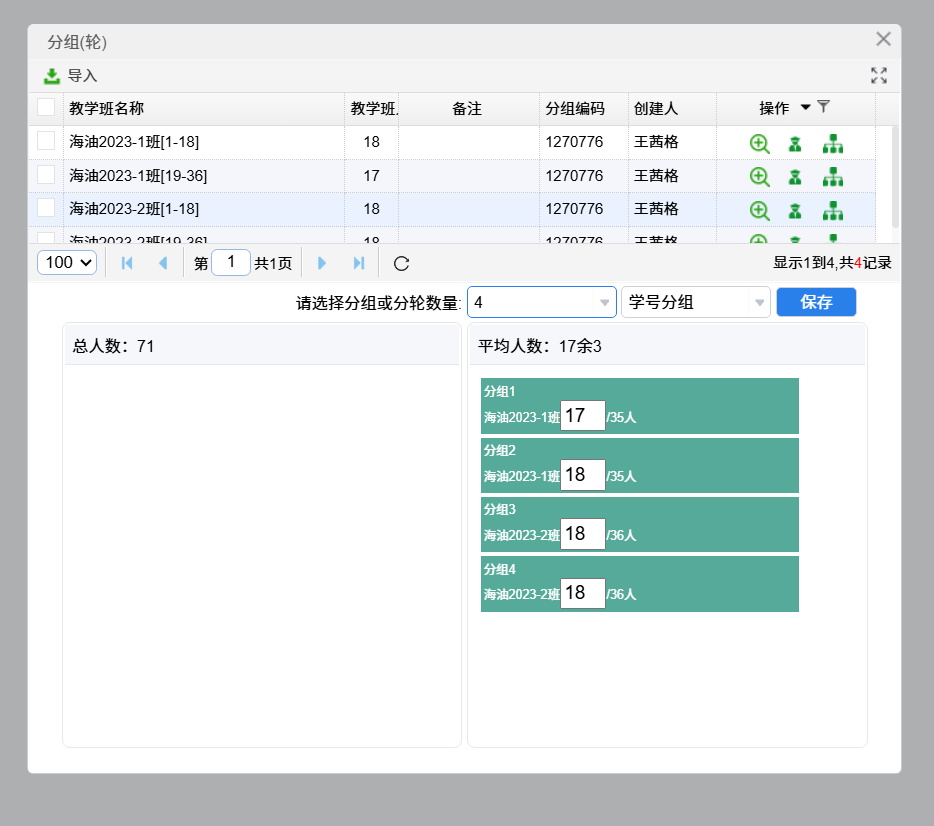 分组(轮)
导入
教学班名称 教学班. 备注 分组编码 创建人 操作
海油2023-1班[1-18] 18 1270776 王茜格
海油2023-1班[19-36] 17 1270776 王茜格
海油2023-2班[1-18] 18 1270776 王茜格
海油2023-2班[19-36] 18 1270776 王茜格
100 第 1 共1页 显示1到4,共4记录
请选择分组或分轮数量: 4 学号分组 保存
总人数：71 平均人数：17余3
分组1
海油2023-1班 17 /35人
分组2
海油2023-1班 18 /35人
分组3
海油2023-2班 18 /36人
分组4
海油2023-2班 18 /36人